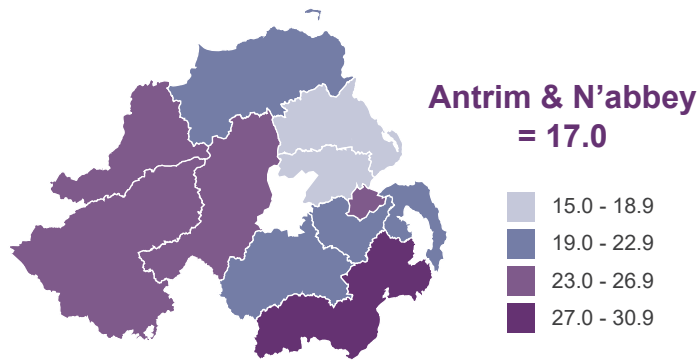 Antrim & N’abbey
= 17.0
15.0 - 18.9
19.0 - 22.9
23.0 - 26.9
27.0 - 30.9